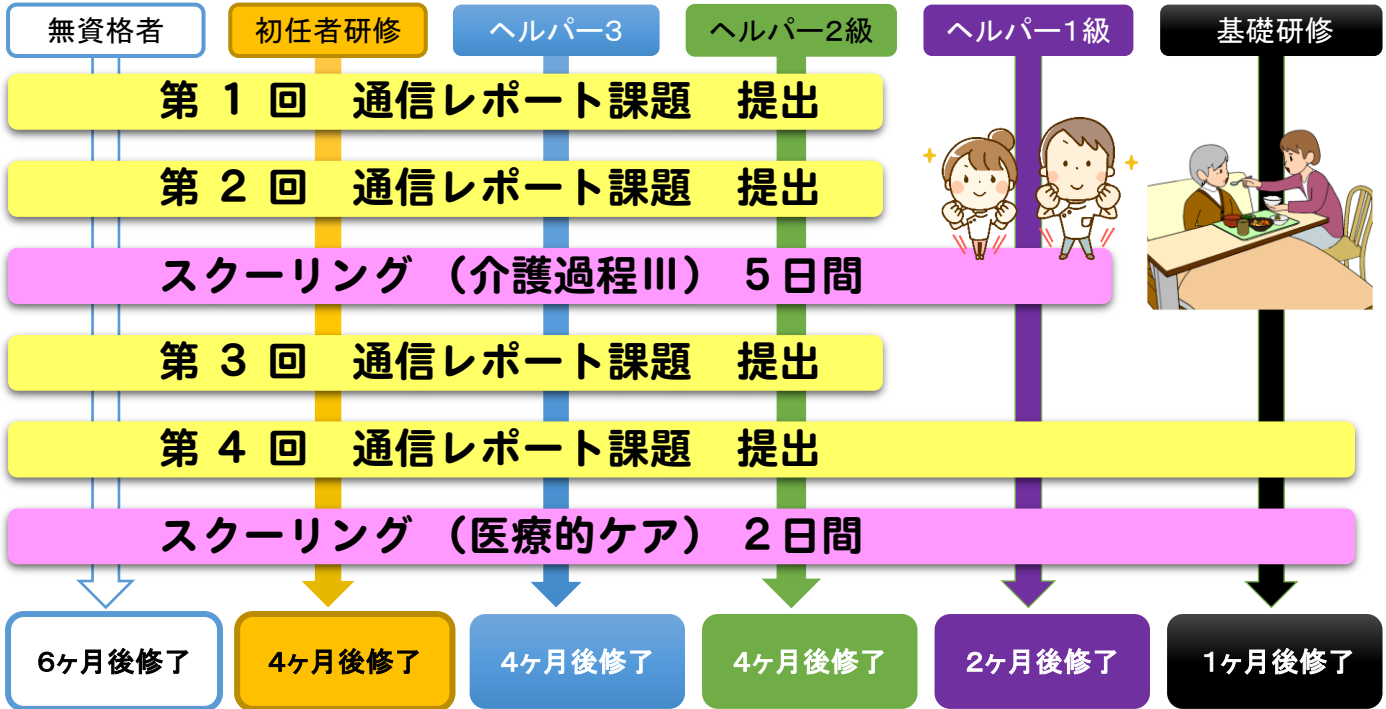 無資格者 初任者研修 ヘルパー3 ヘルパー2級 ヘルパー1級 基礎研修
第 1 回 通信レポート課題 提出
第 2 回 通信レポート課題 提出
スクーリング (介護過程Ⅲ) 5日間
第 3 回 通信レポート課題 提出
第 4 回 通信レポート課題 提出
スクーリング (医療的ケア) 2日間
6ヶ月後修了 4ヶ月後修了 4ヶ月後修了 4ヶ月後修了 2ヶ月後修了 1ヶ月後修了